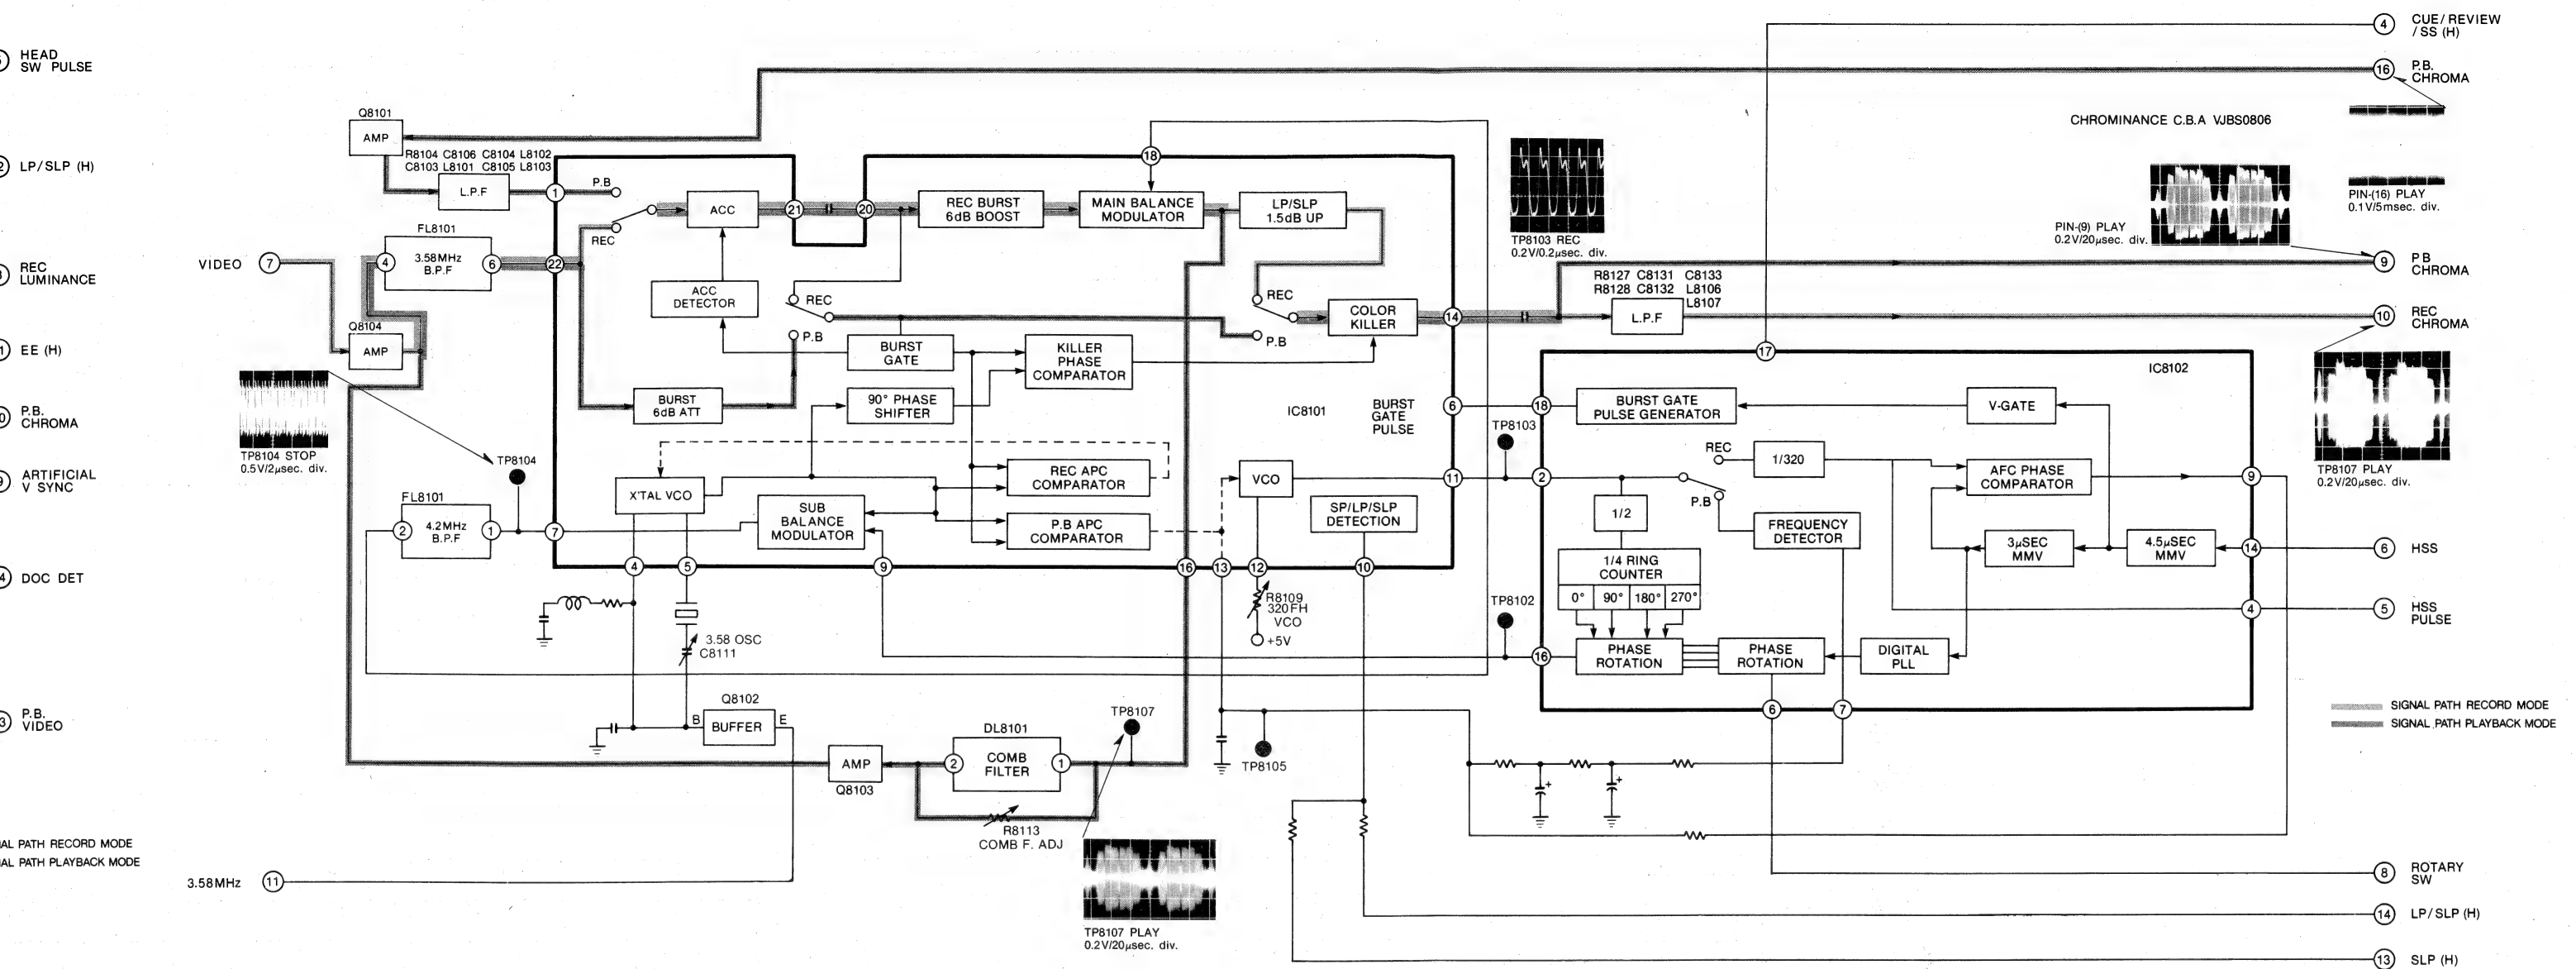 HEAD
SW PULSE
2
LP/SLP (H)
REC
LUMINANCE
1
EE (H)
0
P.B.
CHROMA
9
ARTIFICIAL
V SYNC
4
DOC DET
3
P.B.
VIDEO
AL PATH RECORD MODE
AL PATH PLAYBACK MODE
VIDEO
7
3.58MHz
11
Q8101
AMP
R8104 C8106 C8104 L8102
C8103 L8101 C8105 L8103
L.P.F
1
P.B
REC
FL8101
4
3.58MHz
B.P.F
6
22
Q8104
AMP
TP8104 STOP
0.5V/2μsec. div.
TP8104
FL8101
2
4.2MHz
B.P.F
1
7
ACC
21
20
REC BURST
6dB BOOST
MAIN BALANCE
MODULATOR
18
LP/SLP
1.5dB UP
ACC
DETECTOR
REC
P.B
BURST
GATE
KILLER
PHASE
COMPARATOR
REC
P.B
COLOR
KILLER
14
BURST
6dB ATT
90° PHASE
SHIFTER
IC8101
BURST
GATE
PULSE
6
X'TAL VCO
SUB
BALANCE
MODULATOR
REC APC
COMPARATOR
P.B APC
COMPARATOR
VCO
SP/LP/SLP
DETECTION
11
4
5
9
16
13
12
10
3.58 OSC
C8111
R8109
320FH
VCO
+5V
Q8102
B
BUFFER
E
AMP
Q8103
DL8101
2
COMB
FILTER
1
TP8107
R8113
COMB F. ADJ
TP8105
TP8107 PLAY
0.2V/20μsec. div.
TP8103 REC
0.2V/0.2μsec. div.
R8127 C8131 C8133
R8128 C8132 L8106
L8107
L.P.F
TP8103
TP8102
17
IC8102
18
BURST GATE
PULSE GENERATOR
V-GATE
2
REC
1/320
P.B
AFC PHASE
COMPARATOR
9
1/2
FREQUENCY
DETECTOR
3μSEC
MMV
4.5μSEC
MMV
14
1/4 RING
COUNTER
0°
90°
180°
270°
4
16
PHASE
ROTATION
PHASE
ROTATION
DIGITAL
PLL
6
7
CHROMINANCE C.B.A VJBS0806
PIN-(9) PLAY
0.2V/20μsec. div.
PIN-(16) PLAY
0.1V/5msec. div.
TP8107 PLAY
0.2V/20μsec. div.
4
CUE/REVIEW
/SS (H)
16
P.B.
CHROMA
9
PB
CHROMA
10
REC
CHROMA
6
HSS
5
HSS
PULSE
SIGNAL PATH RECORD MODE
SIGNAL PATH PLAYBACK MODE
8
ROTARY
SW
14
LP/SLP (H)
13
SLP (H)